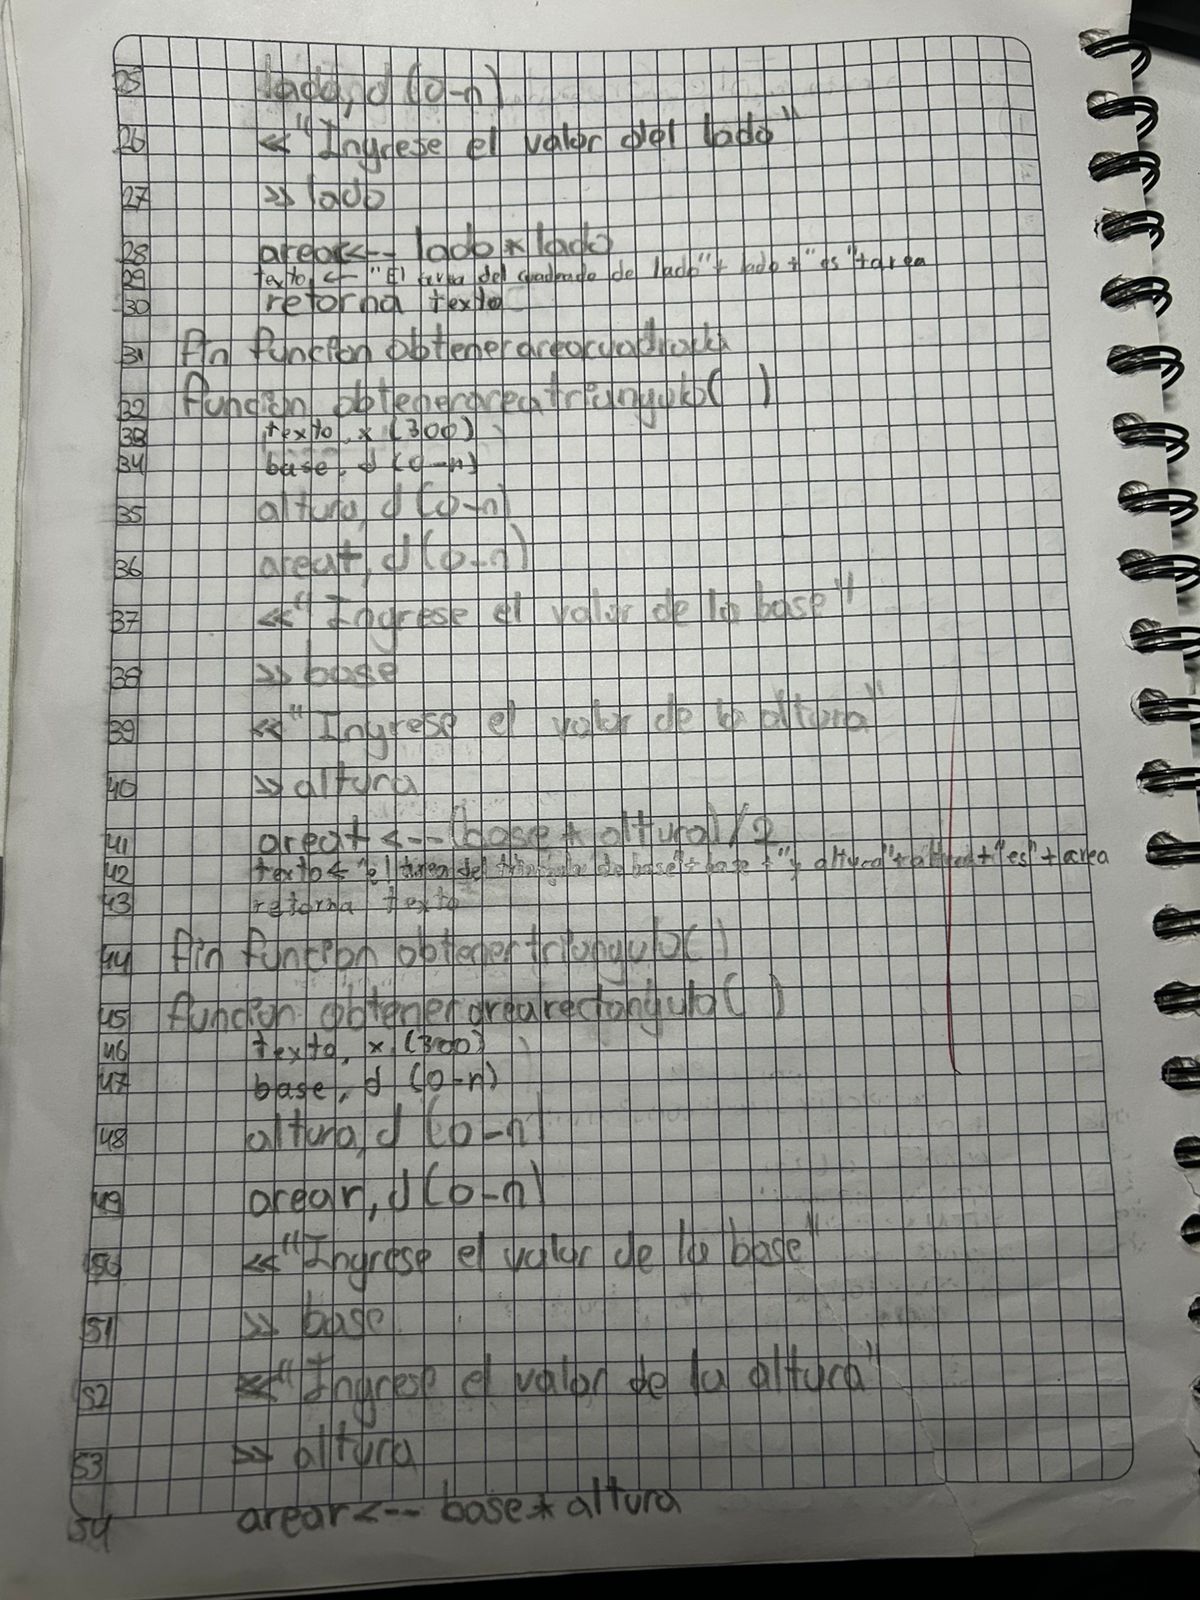 25 lado, d (0-n)
26 << "Ingrese el valor del lado"
27 >> lado
28 arear<-- lado * lado
29 texto <- "El area del cuadrado de lado" + lado + "es" + area
30 retorna texto
31 fin funcion obtenerareacuadrado
32 funcion obtenerareatriangulo( )
33 texto, x (300)
34 base, d (0-n)
35 altura, d (0-n)
36 areat, d (0-n)
37 << "Ingrese el valor de la base"
38 >> base
39 << "Ingrese el valor de la altura"
40 >> altura
41 areat <-- (base * altura) / 2
42 texto <- "el area del triangulo de base" + base + "y altura" + altura + "es" + area
43 retorna texto
44 fin funcion obtenertriangulo( )
45 funcion obtenerarearectangulo( )
46 texto, x (300)
47 base, d (0-n)
48 altura, d (0-n)
49 arear, d (0-n)
50 << "Ingrese el valor de la base"
51 >> base
52 << "Ingrese el valor de la altura"
53 >> altura
54 arear <-- base * altura